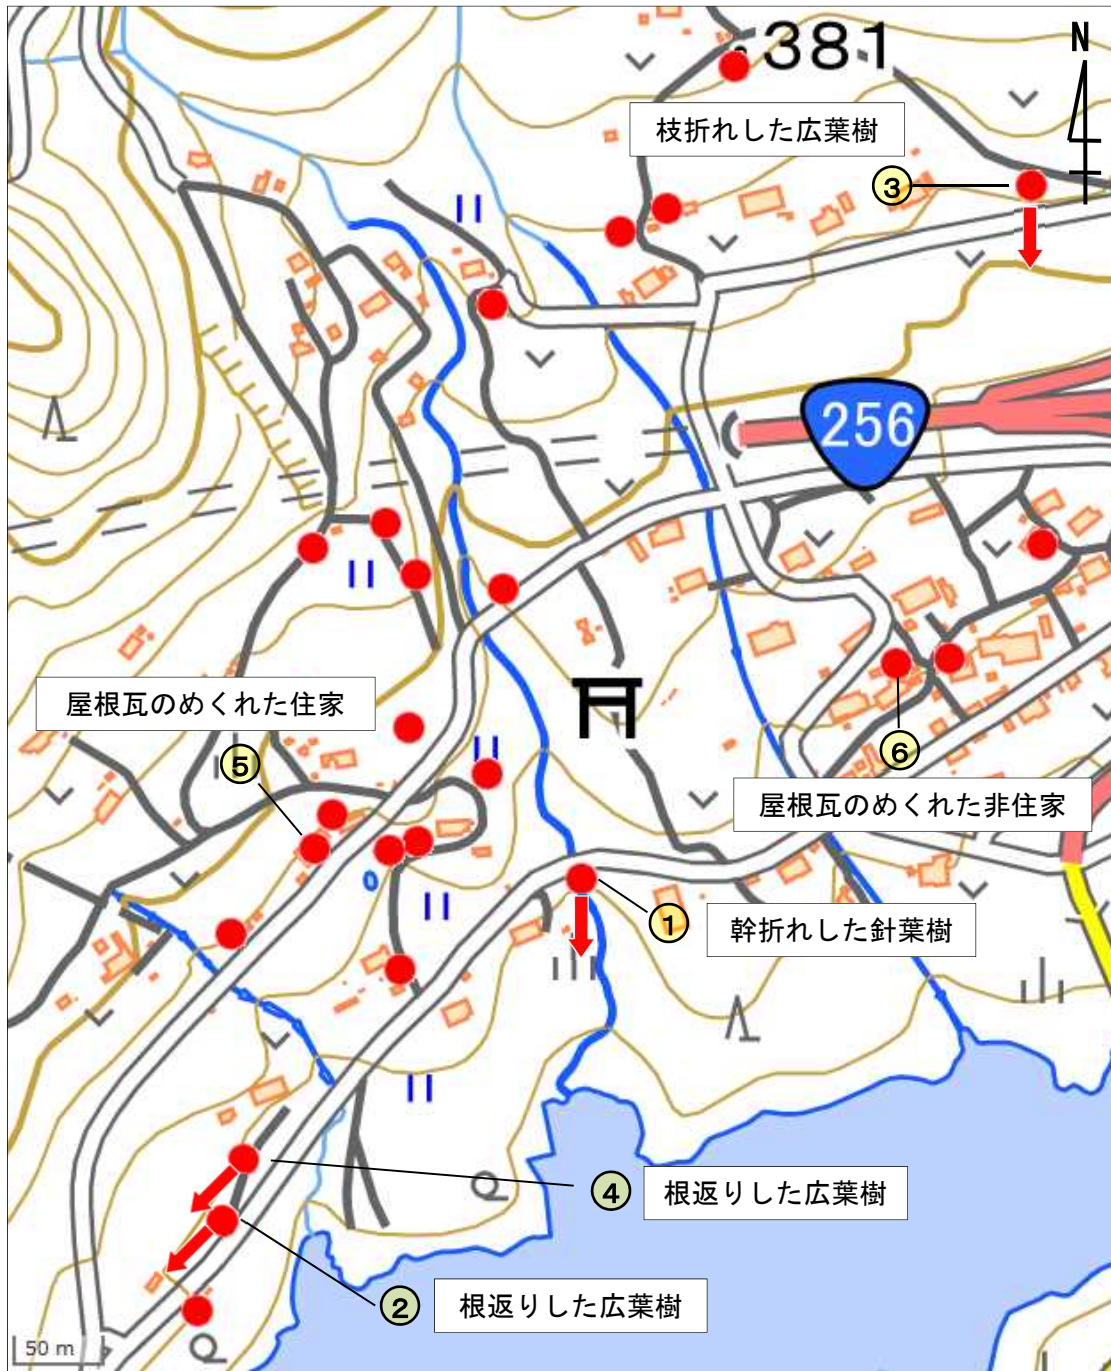 381
N
枝折れした広葉樹
③
256
屋根瓦のめくれた住家
⑤
⑥
屋根瓦のめくれた非住家
①
幹折れした針葉樹
④
根返りした広葉樹
②
根返りした広葉樹
50 m